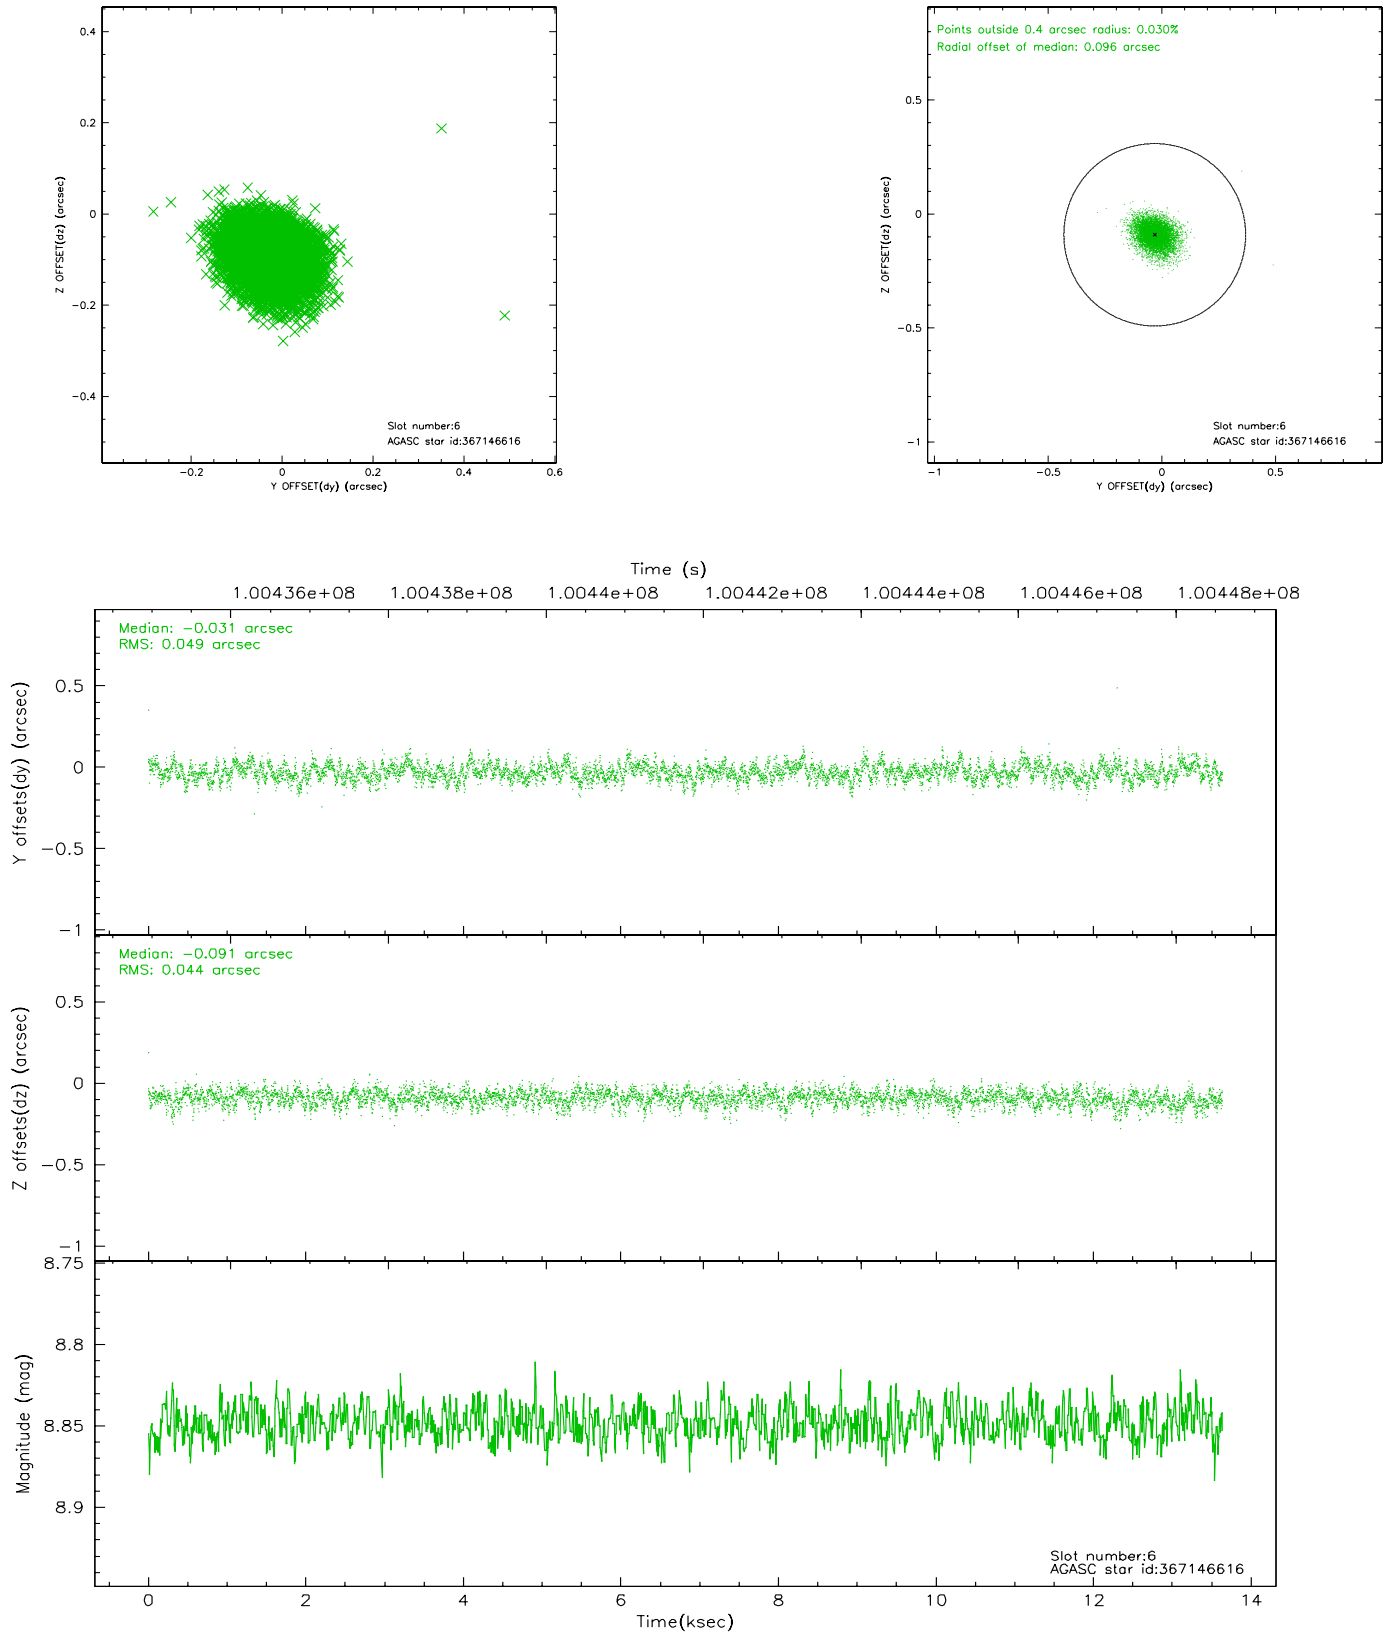 0.4
0.2
0
−0.2
−0.4
Z OFFSET(dz) (arcsec)
Slot number:6
AGASC star id:367146616
−0.2 0 0.2 0.4 0.6
Y OFFSET(dy) (arcsec)
Points outside 0.4 arcsec radius: 0.030%
Radial offset of median: 0.096 arcsec
0.5
0
−0.5
−1
Z OFFSET(dz) (arcsec)
Slot number:6
AGASC star id:367146616
−1 −0.5 0 0.5
Y OFFSET(dy) (arcsec)
Time (s)
1.00436e+08 1.00438e+08 1.0044e+08 1.00442e+08 1.00444e+08 1.00446e+08 1.00448e+08
Median: −0.031 arcsec
RMS: 0.049 arcsec
0.5
0
−0.5
−1
Y offsets(dy) (arcsec)
Median: −0.091 arcsec
RMS: 0.044 arcsec
0.5
0
−0.5
−1
Z offsets(dz) (arcsec)
8.75
8.8
8.85
8.9
Magnitude (mag)
Slot number:6
AGASC star id:367146616
0 2 4 6 8 10 12 14
Time(ksec)